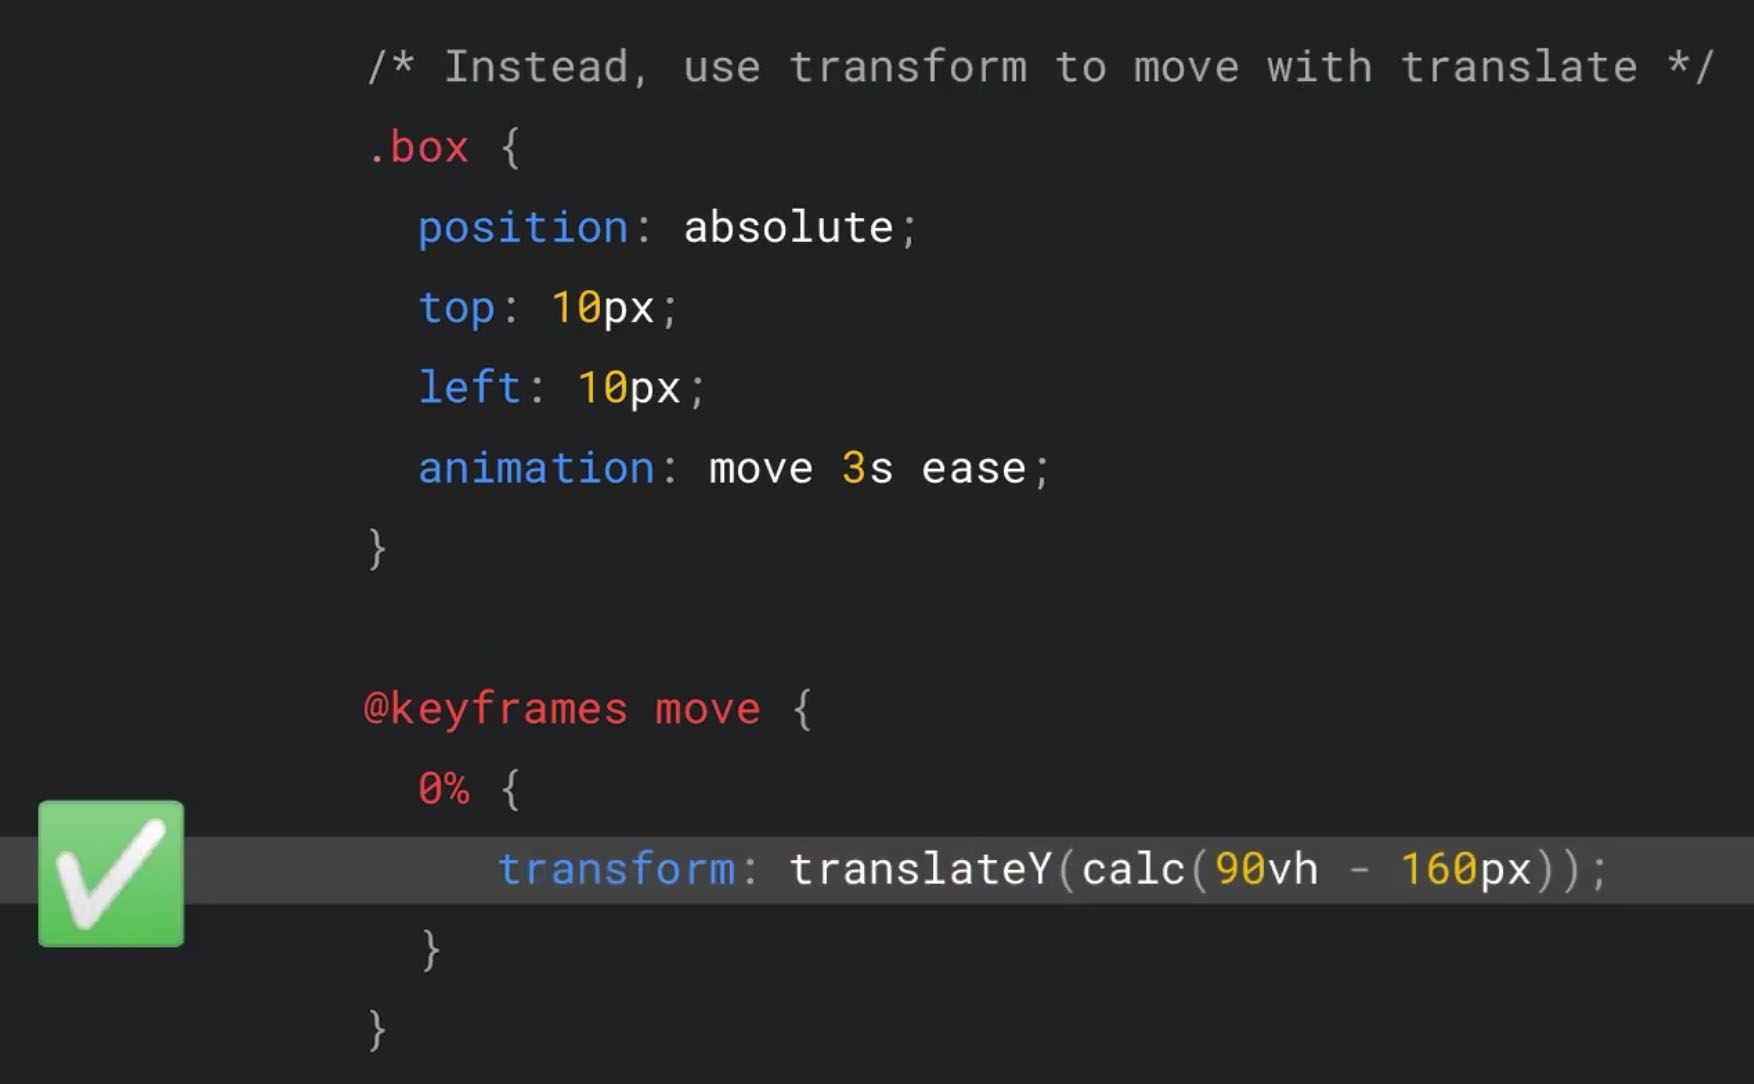 /* Instead, use transform to move with translate */
.box {
  position: absolute;
  top: 10px;
  left: 10px;
  animation: move 3s ease;
}

@keyframes move {
  0% {
     transform: translateY(calc(90vh - 160px));
  }
}